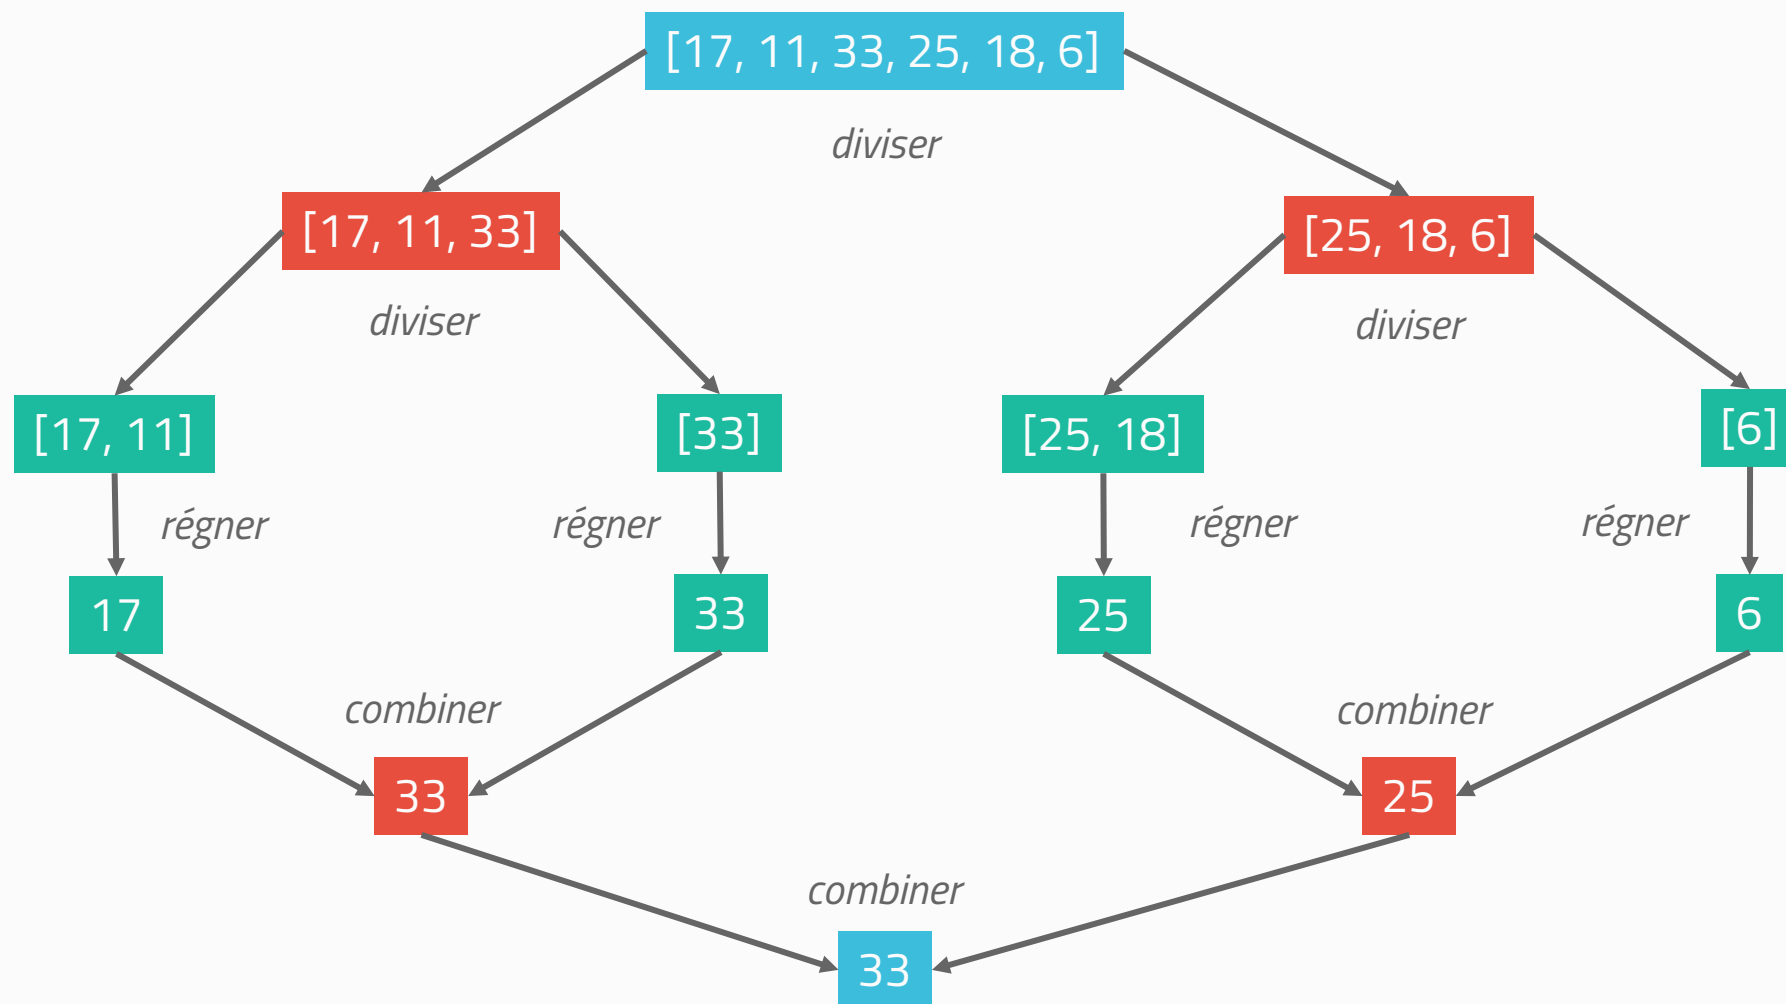 [17, 11, 33, 25, 18, 6]
diviser
[17, 11, 33]
[25, 18, 6]
diviser
diviser
[17, 11]
[33]
[25, 18]
[6]
régner
régner
régner
régner
17
33
25
6
combiner
combiner
33
25
combiner
33